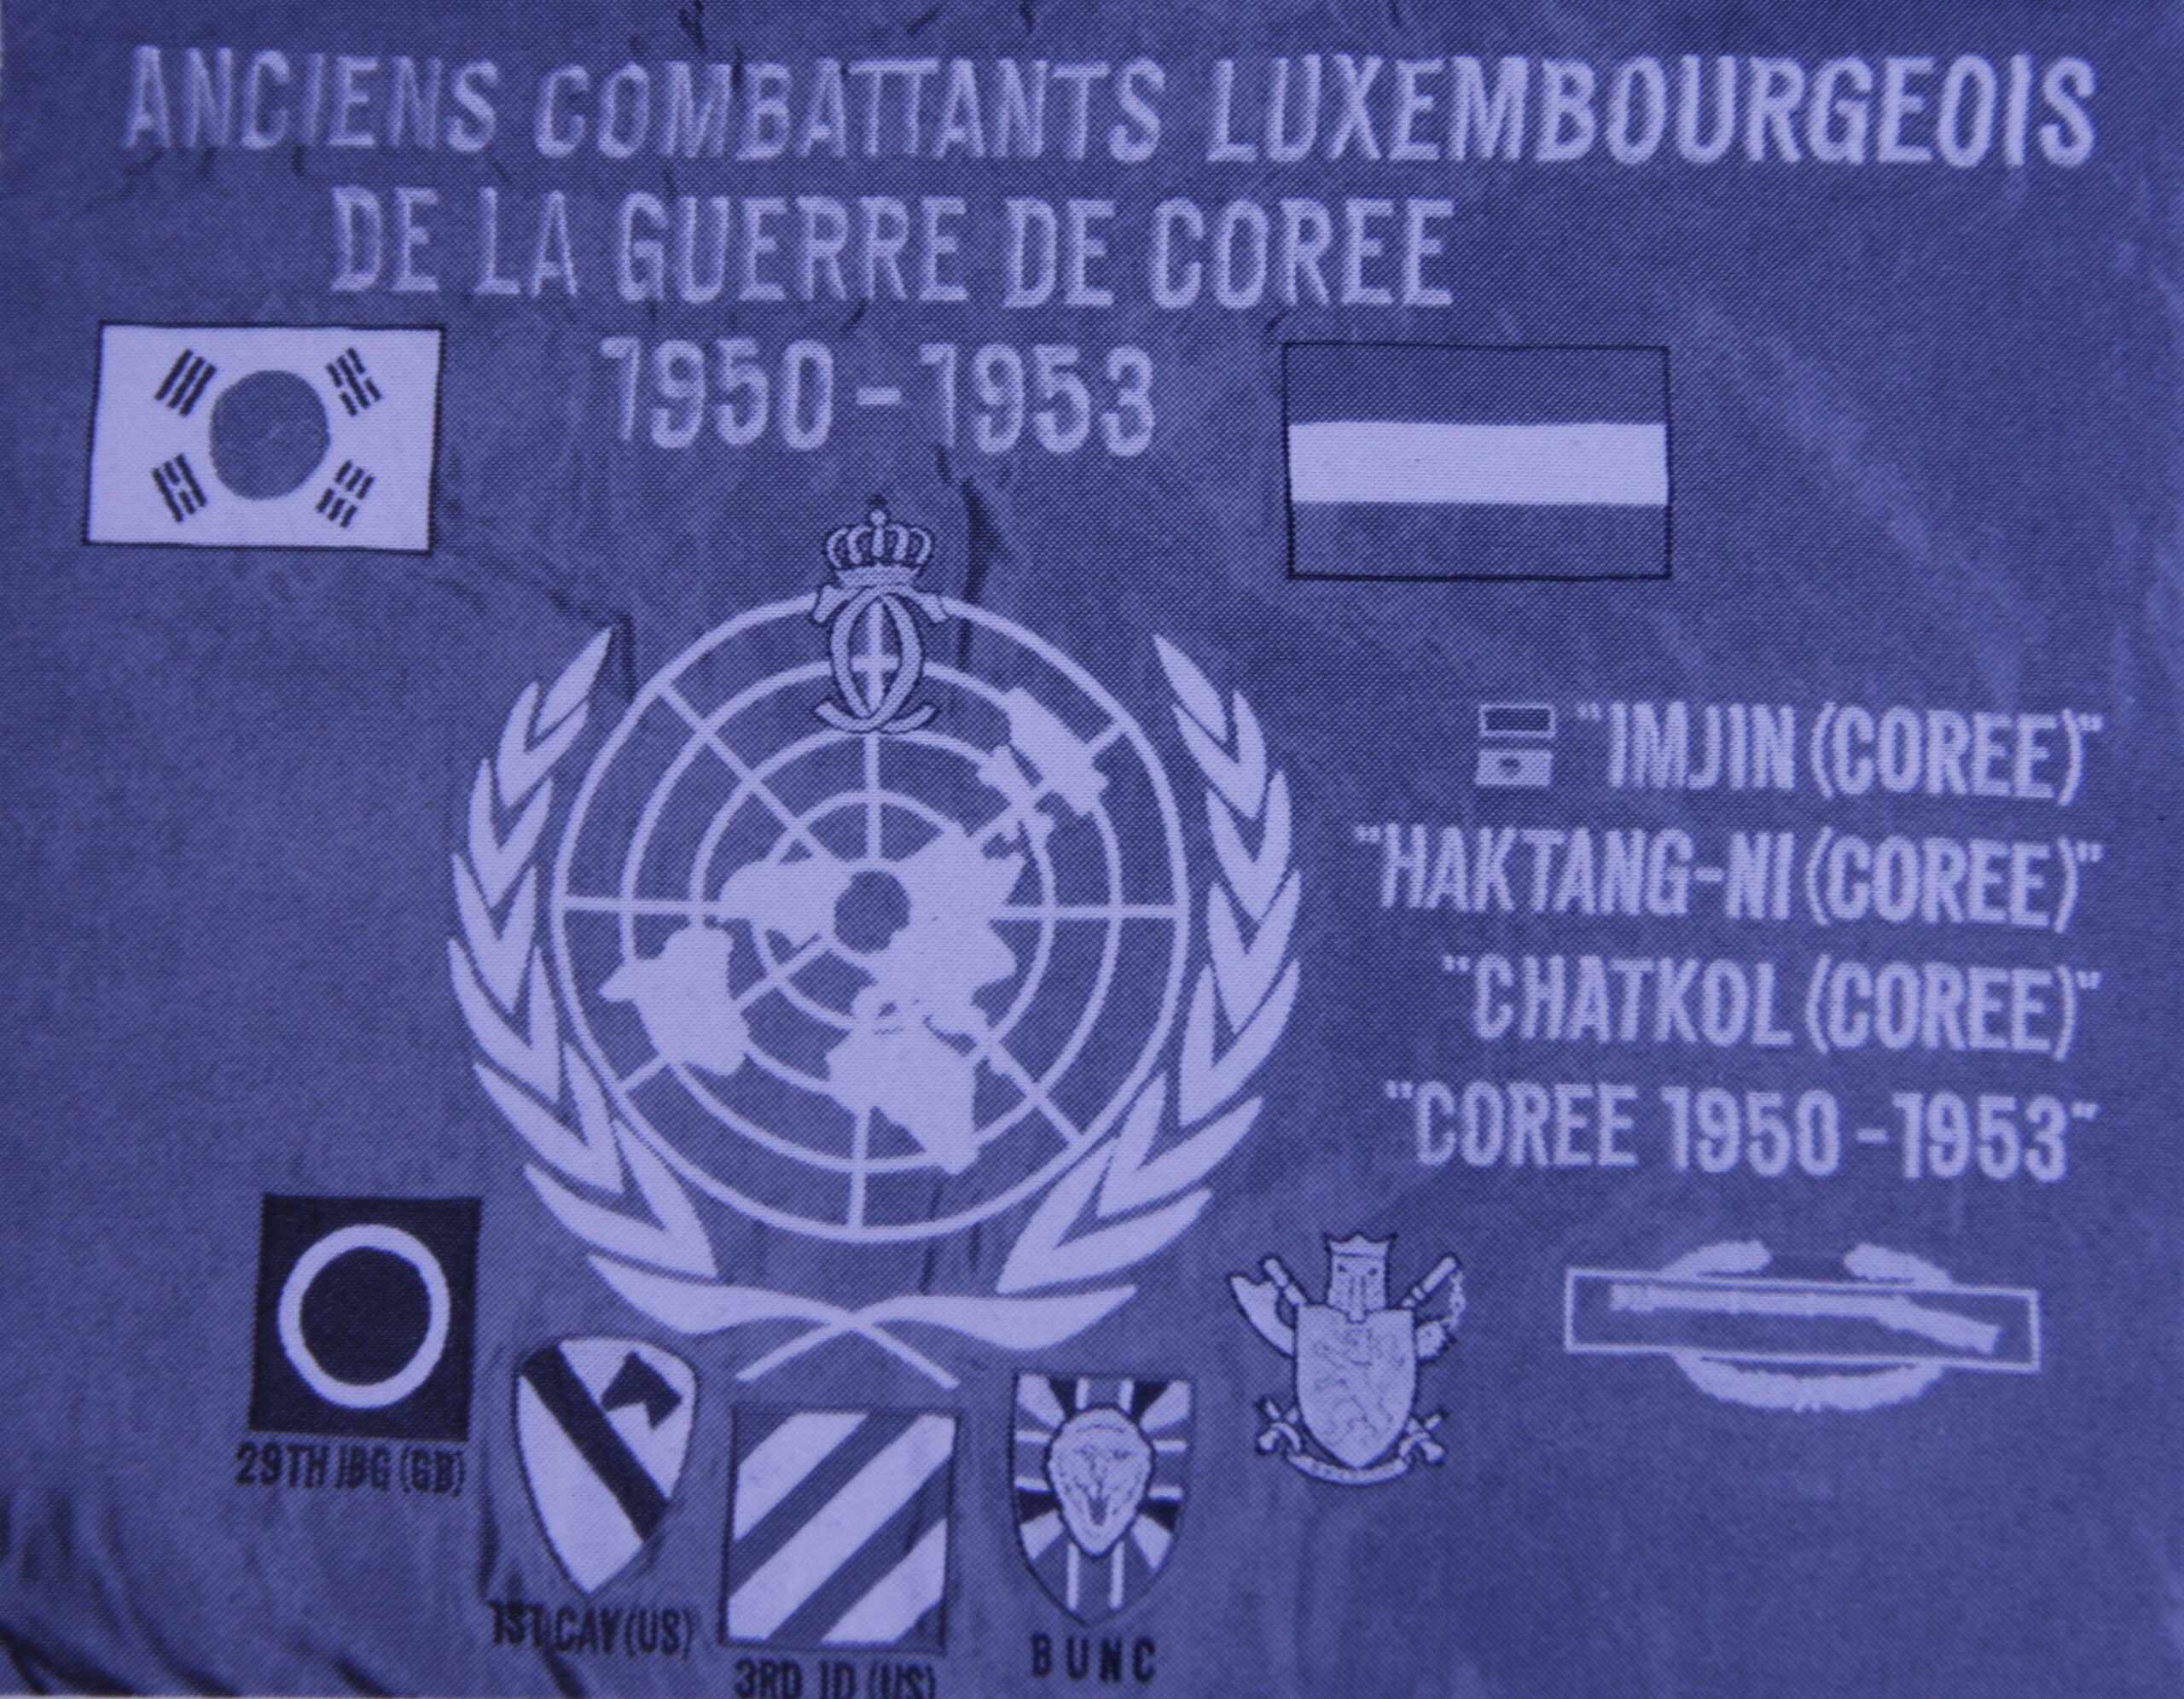 ANCIENS COMBATTANTS LUXEMBOURGEOIS
DE LA GUERRE DE COREE
1950-1953
"IMJIN (COREE)"
"HAKTANG-NI (COREE)"
"CHATKOL (COREE)"
"COREE 1950-1953"
29TH IBG (GB)
1ST CAV (US)
3RD ID (US)
BUNC